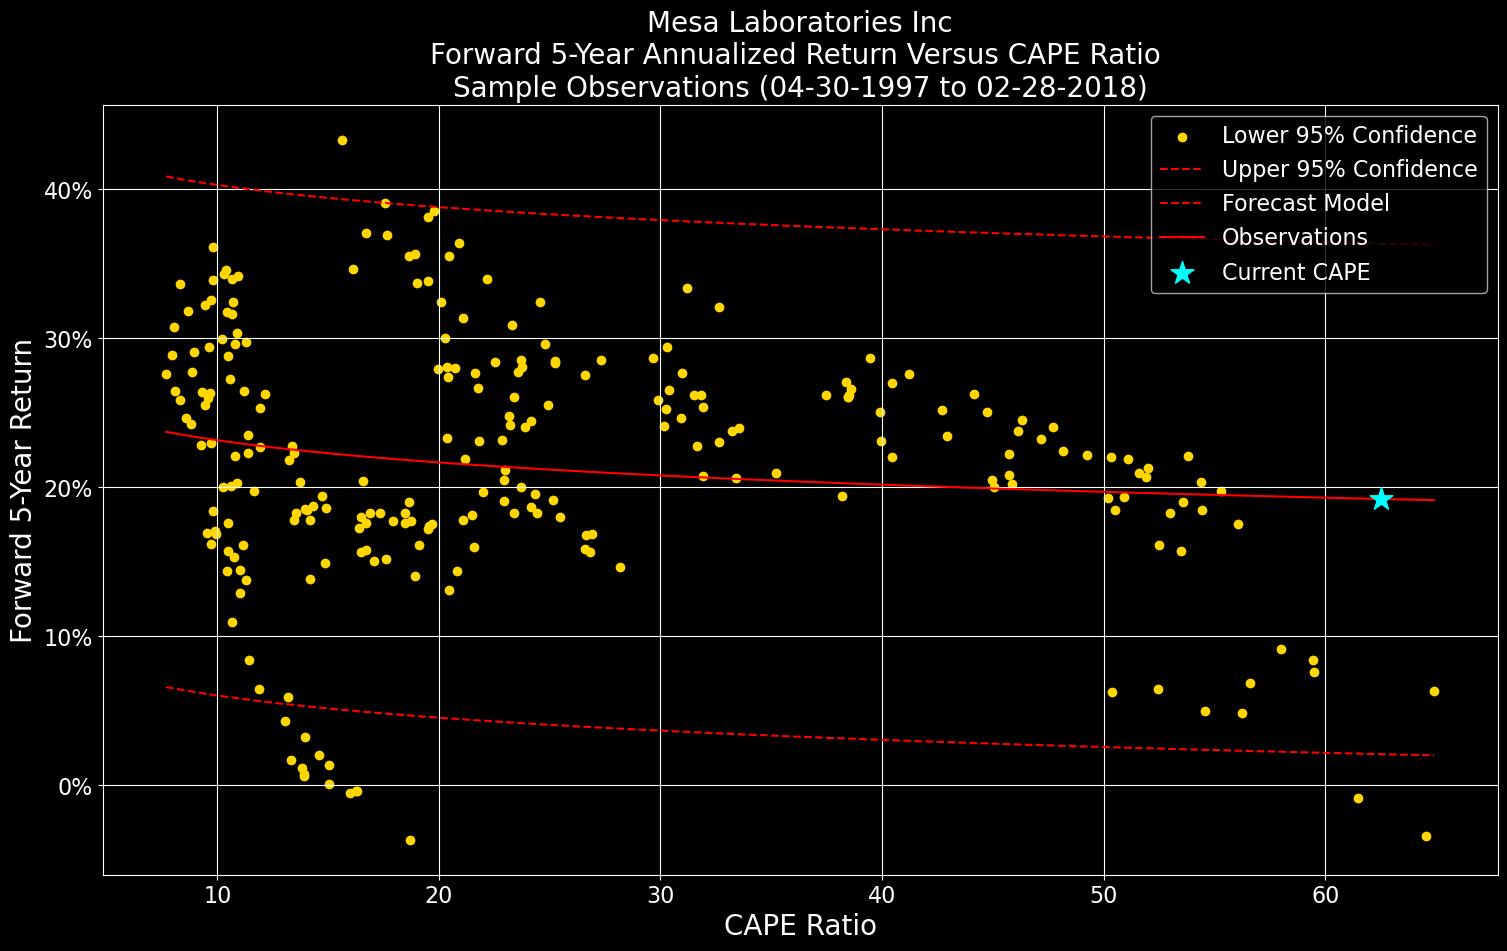 Mesa Laboratories Inc
Forward 5-Year Annualized Return Versus CAPE Ratio
Sample Observations (04-30-1997 to 02-28-2018)
Lower 95% Confidence
Upper 95% Confidence
Forecast Model
Observations
Current CAPE
Forward 5-Year Return
40%
30%
20%
10%
0%
10 20 30 40 50 60
CAPE Ratio